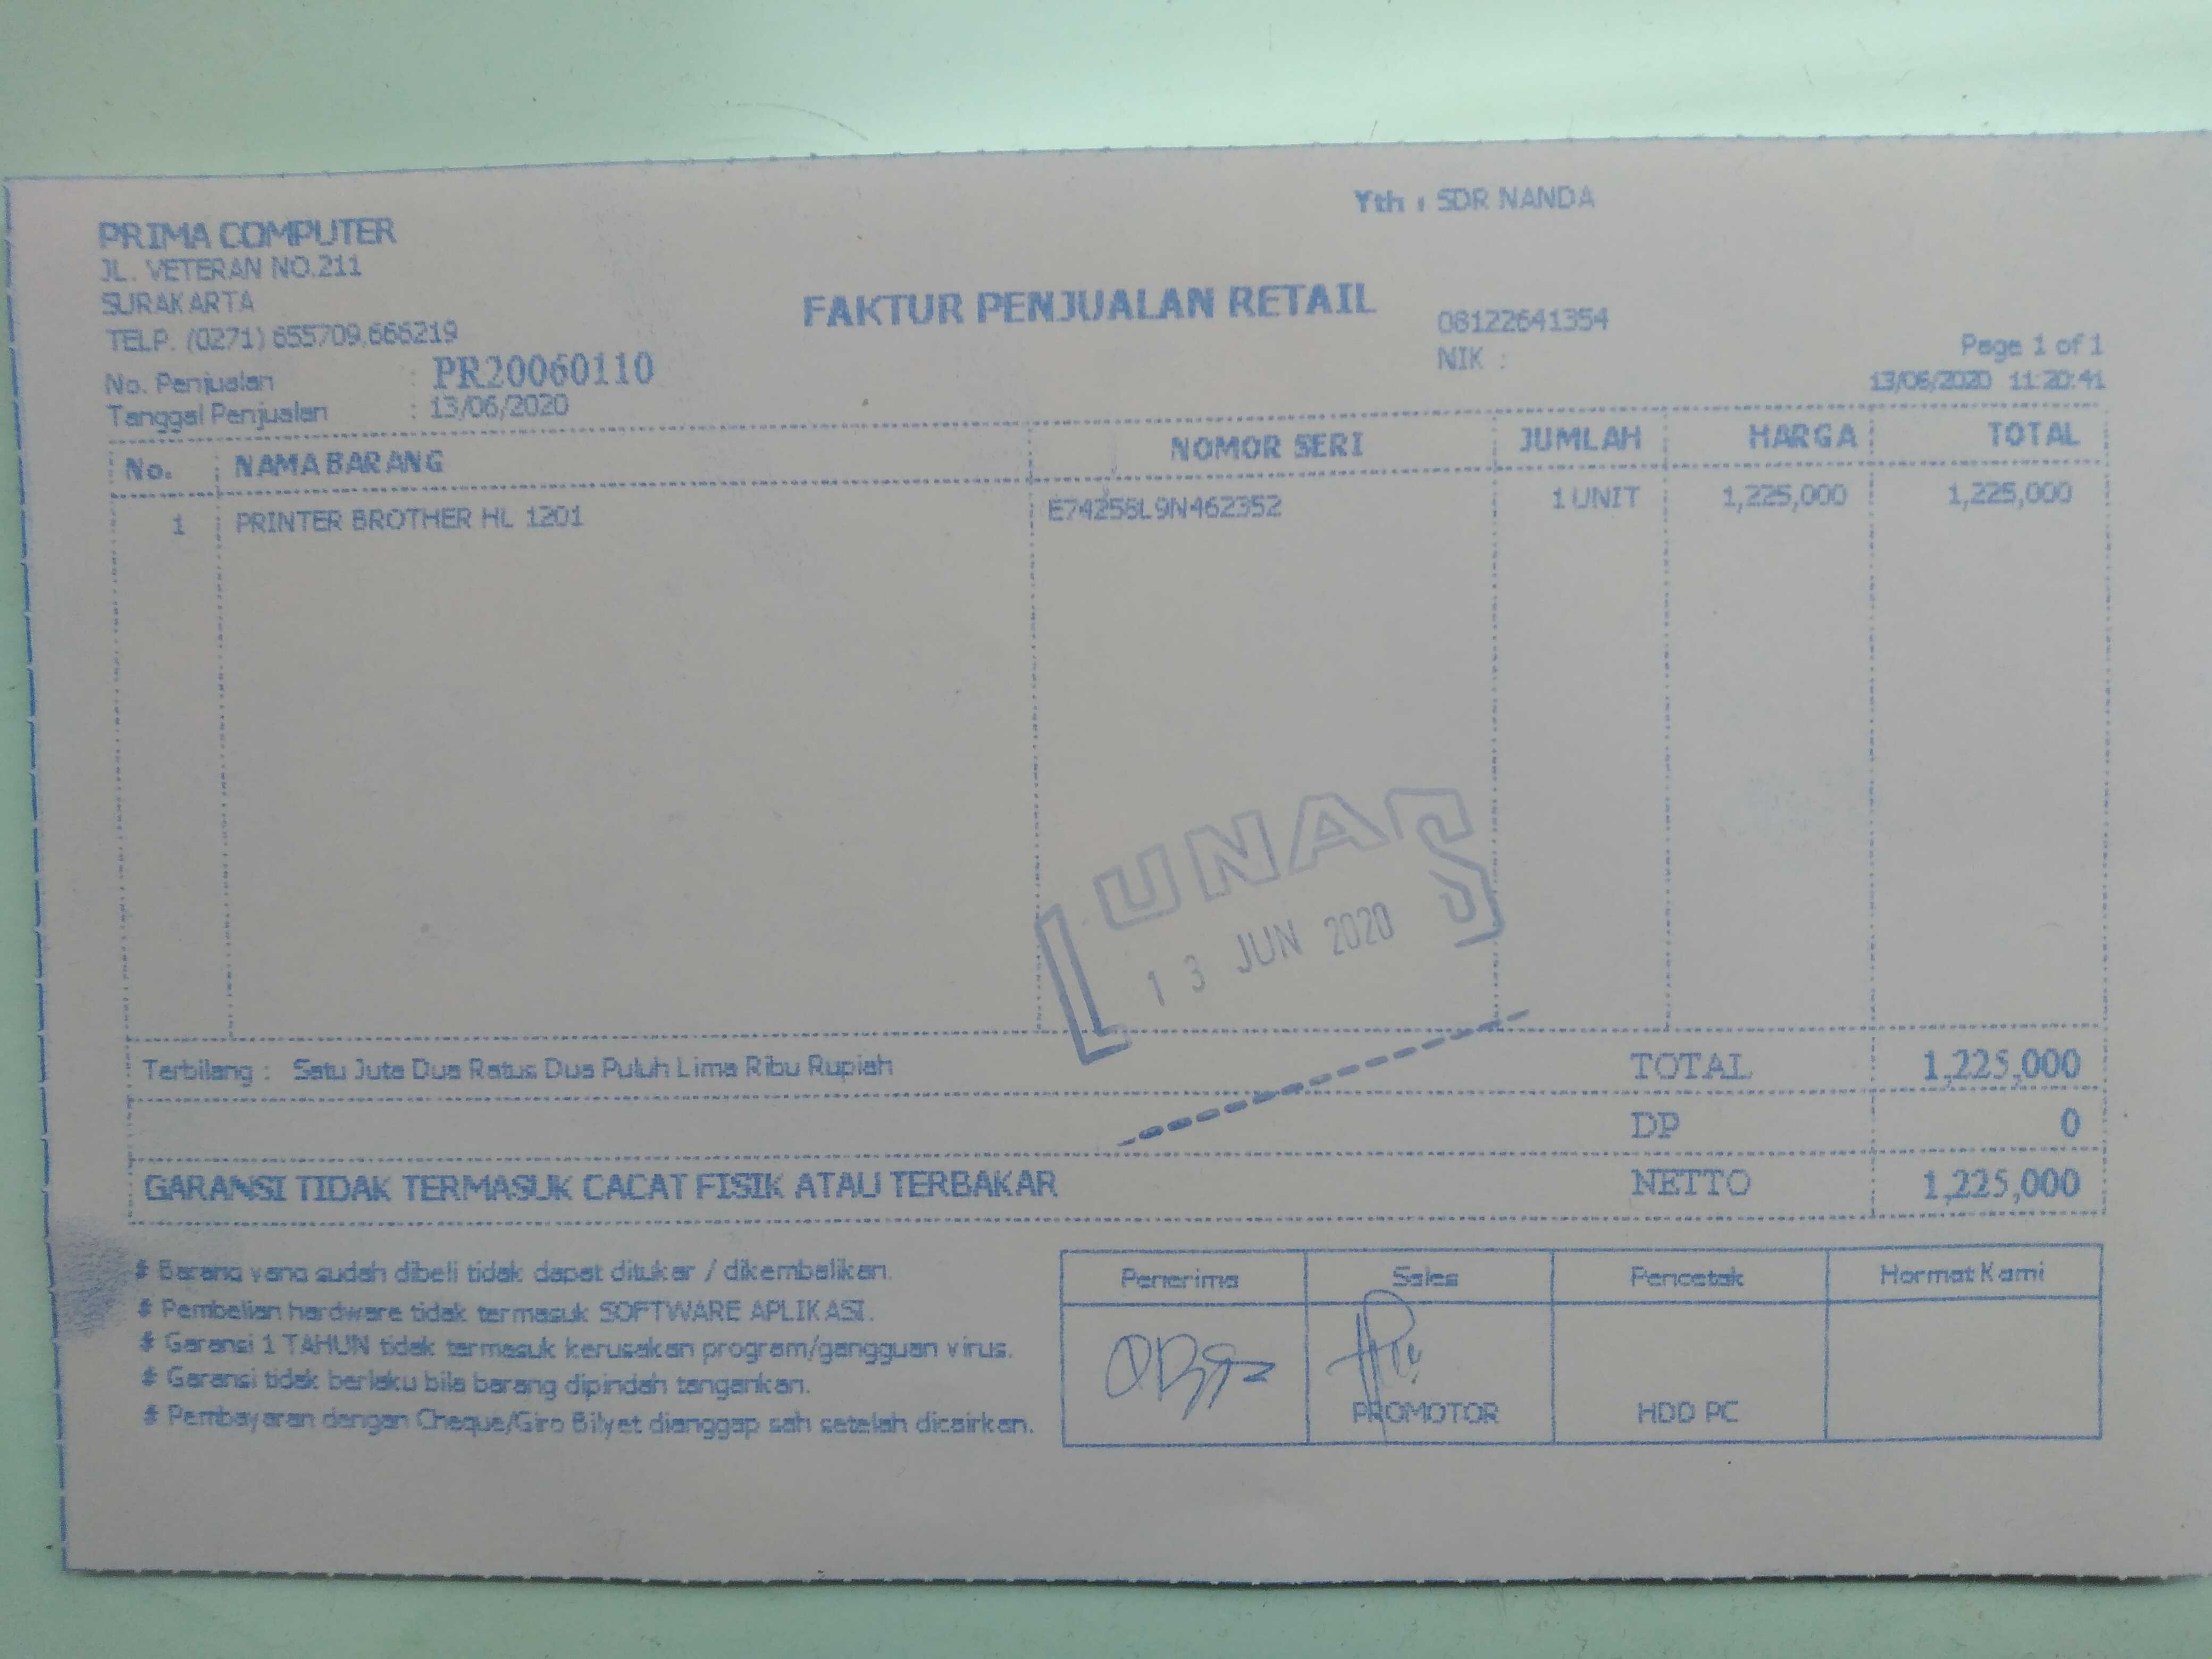 Yth : SDR NANDA
PRIMA COMPUTER
JL. VETERAN NO.211
SURAKARTA
TELP. (0271) 655709,666219
FAKTUR PENJUALAN RETAIL
08122641354
NIK :
No. Penjualan : PR20060110
Tanggal Penjualan : 13/06/2020
Page 1 of 1
13/06/2020 11:20:41
No. NAMA BARANG NOMOR SERI JUMLAH HARGA TOTAL
1 PRINTER BROTHER HL 1201 E74258L9N462352 1 UNIT 1,225,000 1,225,000
LUNAS
13 JUN 2020
Terbilang : Satu Juta Dua Ratus Dua Puluh Lima Ribu Rupiah TOTAL 1,225,000
DP 0
GARANSI TIDAK TERMASUK CACAT FISIK ATAU TERBAKAR NETTO 1,225,000
# Barang yang sudah dibeli tidak dapat ditukar / dikembalikan.
# Pembelian hardware tidak termasuk SOFTWARE APLIKASI.
# Garansi 1 TAHUN tidak termasuk kerusakan program/gangguan virus.
# Garansi tidak berlaku bila barang dipindah tangankan.
# Pembayaran dengan Cheque/Giro Bilyet dianggap sah setelah dicairkan.
Penerima Sales Pencetak Hormat Kami
PROMOTOR HDD PC